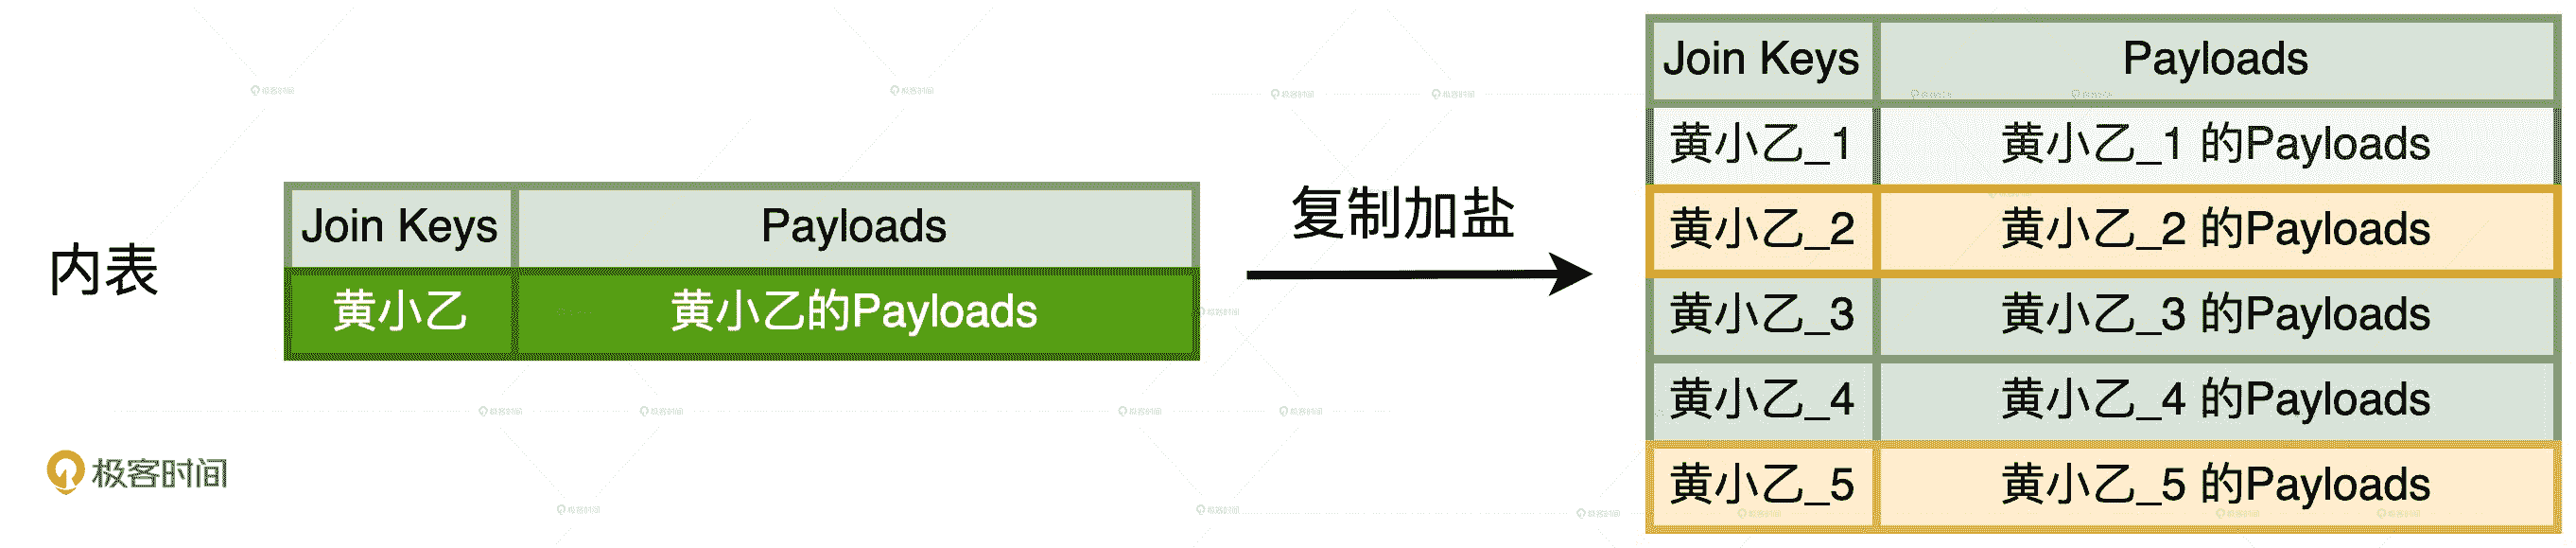 内表
Join Keys Payloads
黄小乙 黄小乙的Payloads
复制加盐
Join Keys Payloads
黄小乙_1 黄小乙_1 的Payloads
黄小乙_2 黄小乙_2 的Payloads
黄小乙_3 黄小乙_3 的Payloads
黄小乙_4 黄小乙_4 的Payloads
黄小乙_5 黄小乙_5 的Payloads
极客时间